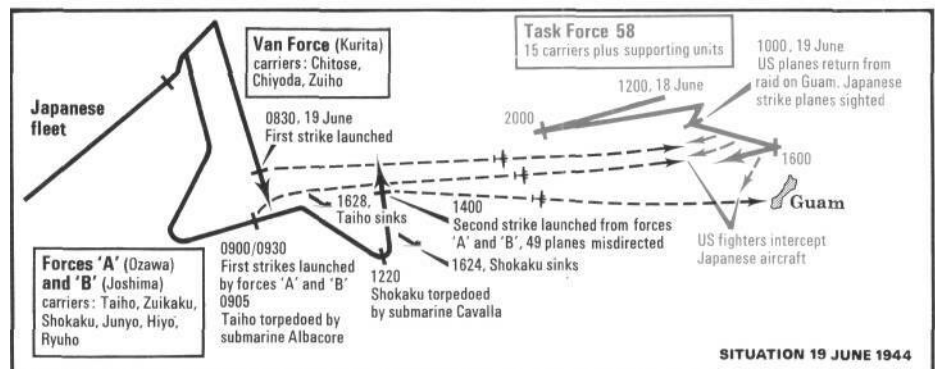 Van Force (Kurita)
carriers: Chitose,
Chiyoda, Zuiho
Task Force 58
15 carriers plus supporting units
1000, 19 June
US planes return from
raid on Guam. Japanese
strike planes sighted
1200, 18 June
2000
Japanese
fleet
0830, 19 June
First strike launched
1600
Guam
1628,
Taiho sinks
1400
Second strike launched from forces
'A' and 'B', 49 planes misdirected
1624, Shokaku sinks
US fighters intercept
Japanese aircraft
Forces 'A' (Ozawa)
and 'B' (Joshima)
carriers: Taiho, Zuikaku,
Shokaku, Junyo, Hiyo,
Ryuho
0900/0930
First strikes launched
by forces 'A' and 'B'
0905
Taiho torpedoed by
submarine Albacore
1220
Shokaku torpedoed
by submarine Cavalla
SITUATION 19 JUNE 1944